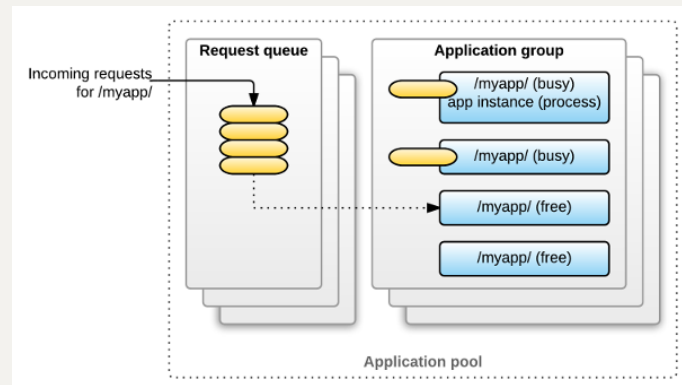 Request queue
Application group
Incoming requests
for /myapp/
/myapp/ (busy)
app instance (process)
/myapp/ (busy)
/myapp/ (free)
/myapp/ (free)
Application pool